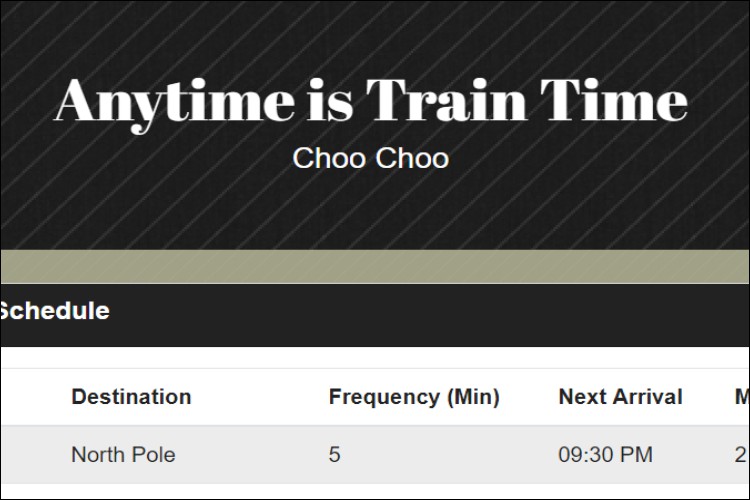 Anytime is Train Time
Choo Choo
Schedule
Destination Frequency (Min) Next Arrival M
North Pole 5 09:30 PM 2